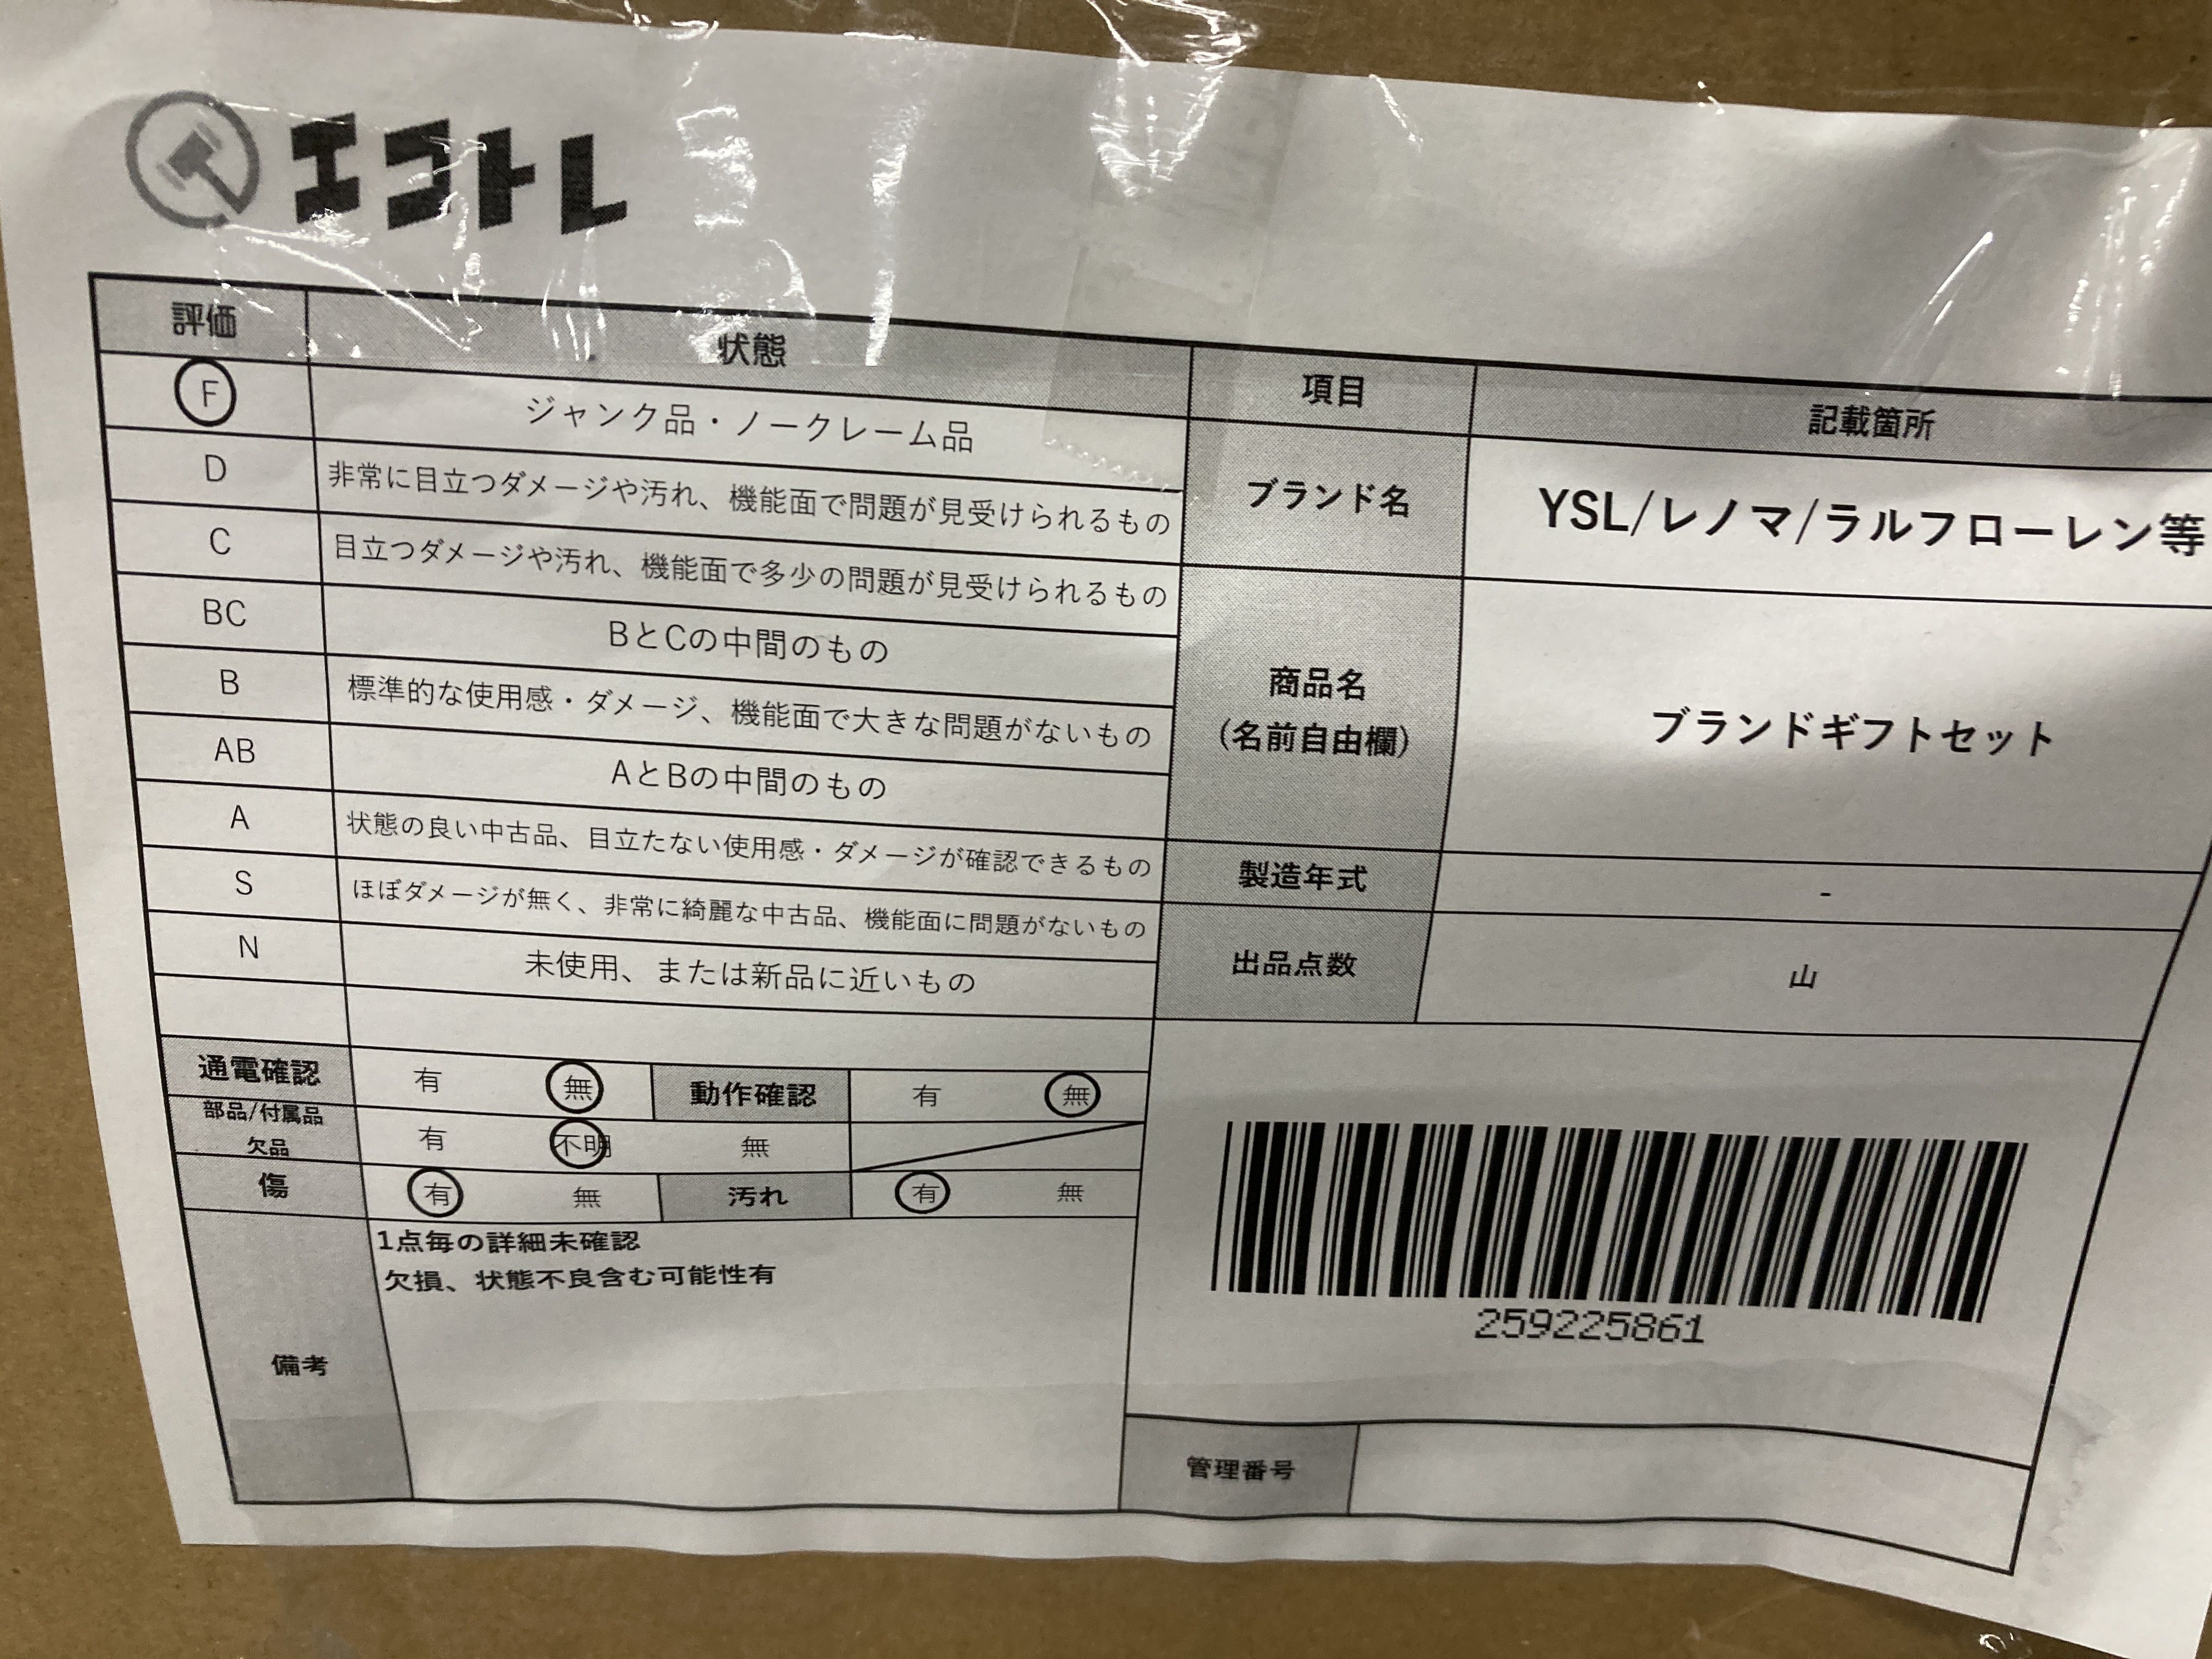 エコトレ
評価 状態
F ジャンク品・ノークレーム品
D 非常に目立つダメージや汚れ、機能面で問題が見受けられるもの
C 目立つダメージや汚れ、機能面で多少の問題が見受けられるもの
BC BとCの中間のもの
B 標準的な使用感・ダメージ、機能面で大きな問題がないもの
AB AとBの中間のもの
A 状態の良い中古品、目立たない使用感・ダメージが確認できるもの
S ほぼダメージが無く、非常に綺麗な中古品、機能面に問題がないもの
N 未使用、または新品に近いもの
通電確認 有 無 動作確認 有 無
部品/付属品
欠品 有 不明 無
傷 有 無 汚れ 有 無
備考
1点毎の詳細未確認
欠損、状態不良含む可能性有
項目 記載箇所
ブランド名 YSL/レノマ/ラルフローレン等
商品名
(名前自由欄)
ブランドギフトセット
製造年式 -
出品点数 山
259225861
管理番号